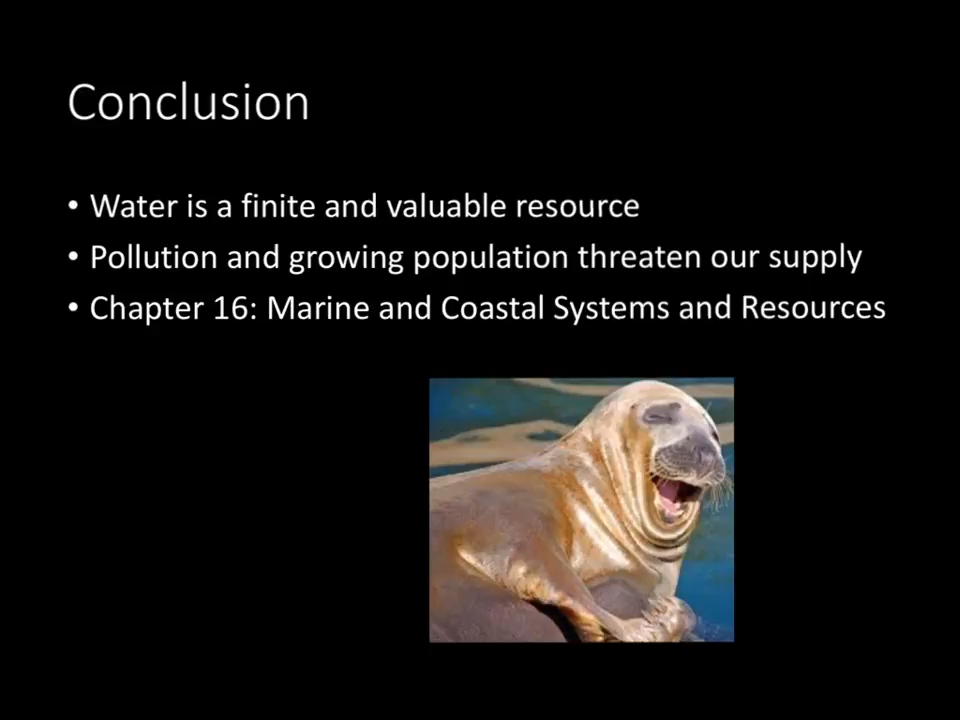 Conclusion
• Water is a finite and valuable resource
• Pollution and growing population threaten our supply
• Chapter 16: Marine and Coastal Systems and Resources